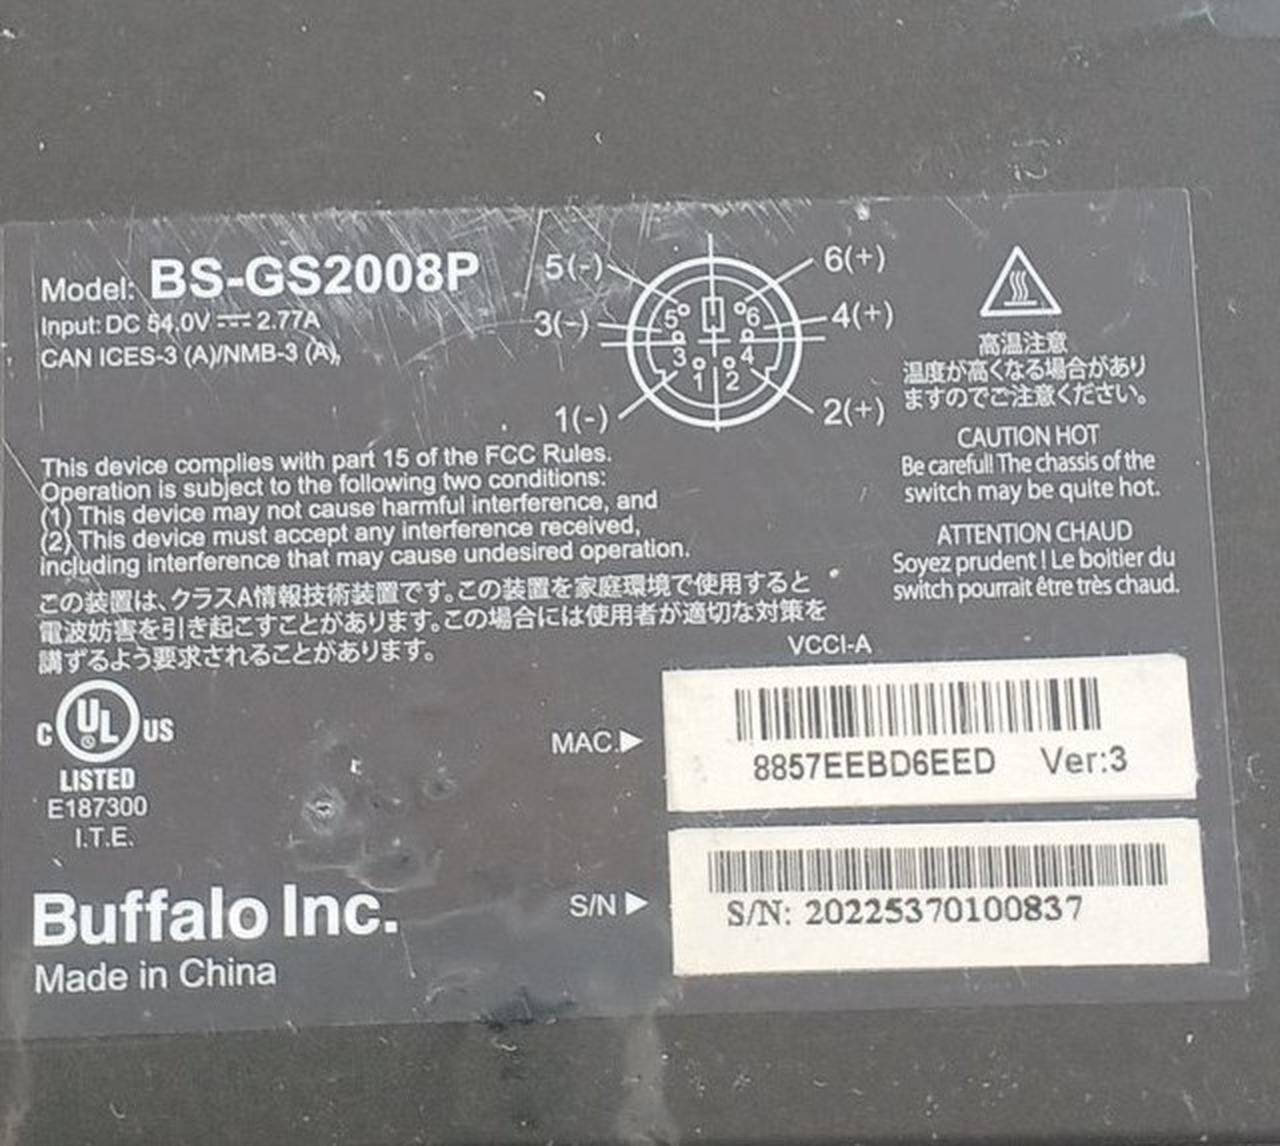 Model: BS-GS2008P
Input: DC 54.0V ⎓ 2.77A
CAN ICES-3 (A)/NMB-3 (A),
5(-)
6(+)
3(-)
4(+)
1(-)
2(+)
5
6
3
4
1
2
高温注意
温度が高くなる場合があり
ますのでご注意ください。
CAUTION HOT
Be careful! The chassis of the
switch may be quite hot.
ATTENTION CHAUD
Soyez prudent ! Le boitier du
switch pourrait être très chaud.
This device complies with part 15 of the FCC Rules.
Operation is subject to the following two conditions:
(1) This device may not cause harmful interference, and
(2) This device must accept any interference received,
including interference that may cause undesired operation.
この装置は、クラスA情報技術装置です。この装置を家庭環境で使用すると
電波妨害を引き起こすことがあります。この場合には使用者が適切な対策を
講ずるよう要求されることがあります。
VCCI-A
C UL ® US
LISTED
E187300
I.T.E.
MAC.▶
8857EEBD6EED Ver:3
S/N ▶
S/N: 20225370100837
Buffalo Inc.
Made in China